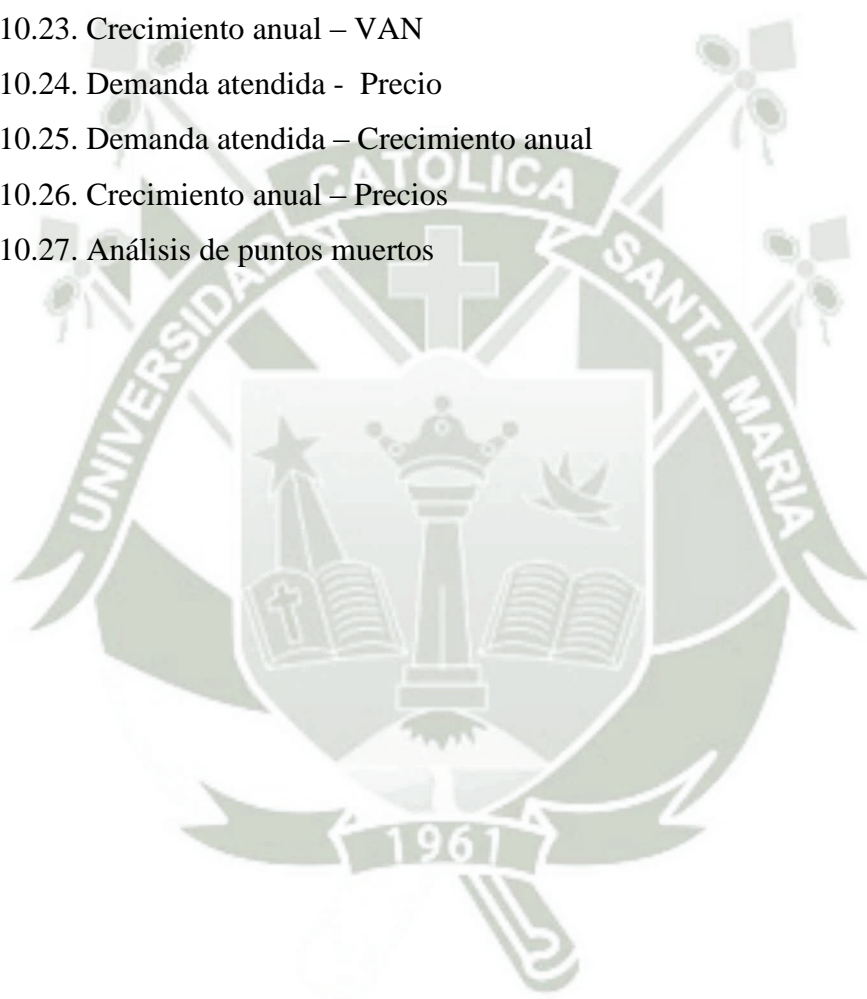 10.23. Crecimiento anual – VAN
10.24. Demanda atendida - Precio
10.25. Demanda atendida – Crecimiento anual
10.26. Crecimiento anual – Precios
10.27. Análisis de puntos muertos
UNIVERSIDAD CATOLICA SANTA MARIA
1961